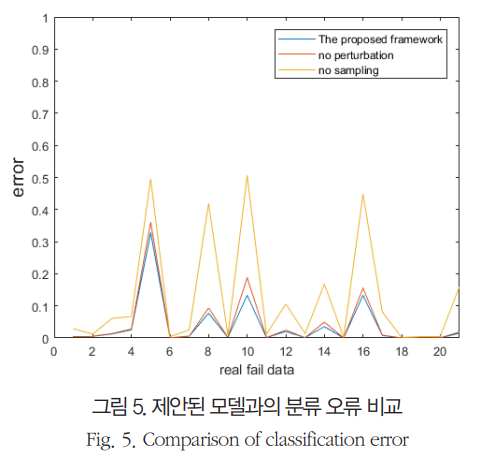 1
0.9
0.8
0.7
0.6
0.5
0.4
0.3
0.2
0.1
0
error
The proposed framework
no perturbation
no sampling
0 2 4 6 8 10 12 14 16 18 20
real fail data
그림 5. 제안된 모델과의 분류 오류 비교
Fig. 5. Comparison of classification error